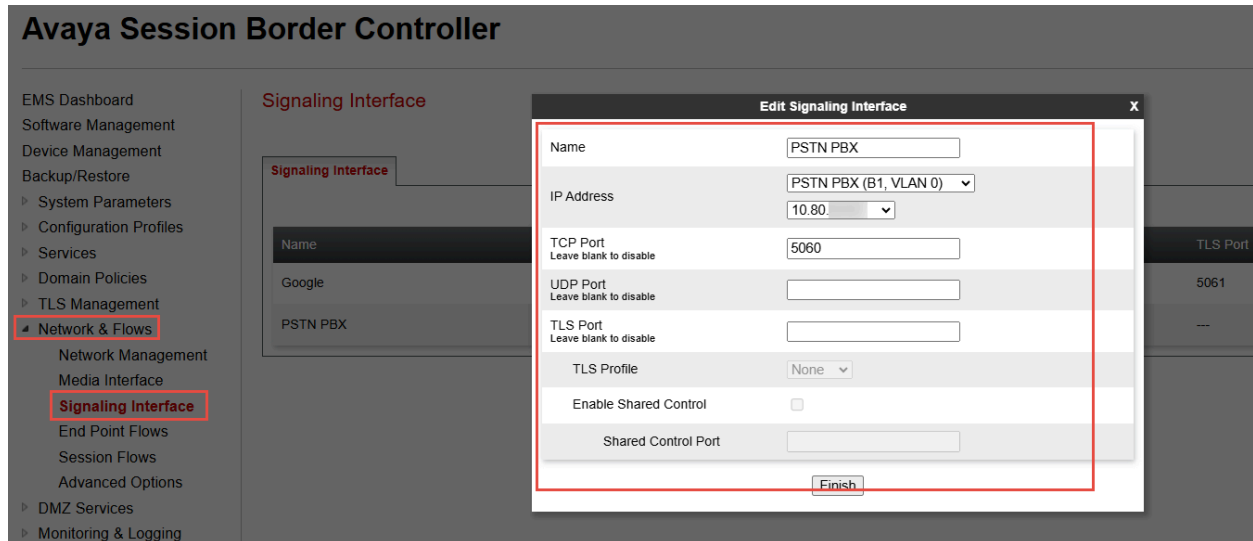 Avaya Session Border Controller
EMS Dashboard
Software Management
Device Management
Backup/Restore
System Parameters
Configuration Profiles
Services
Domain Policies
TLS Management
Network & Flows
Network Management
Media Interface
Signaling Interface
End Point Flows
Session Flows
Advanced Options
DMZ Services
Monitoring & Logging
Signaling Interface
Signaling Interface
Name
TLS Port
Google
5061
PSTN PBX
---
Edit Signaling Interface X
Name PSTN PBX
IP Address PSTN PBX (B1, VLAN 0)
10.80.
TCP Port 5060
Leave blank to disable
UDP Port
Leave blank to disable
TLS Port
Leave blank to disable
TLS Profile None
Enable Shared Control
Shared Control Port
Finish